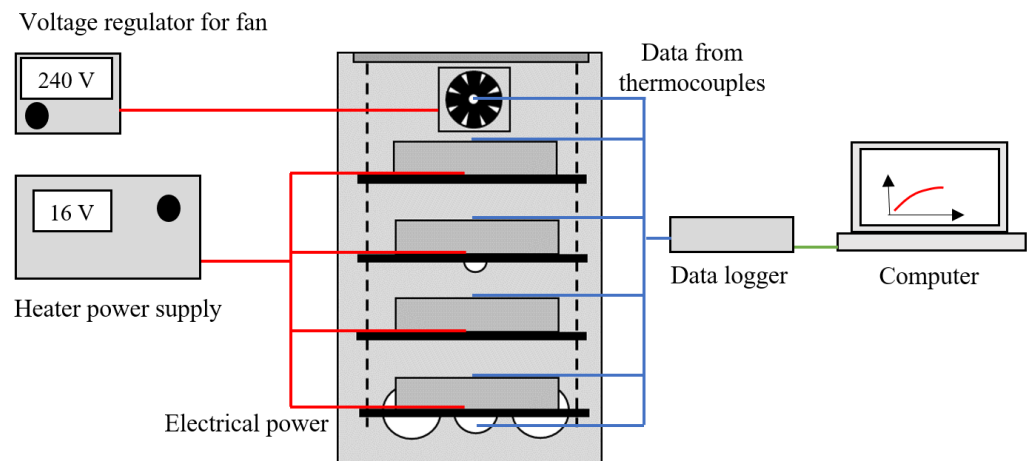 Voltage regulator for fan
240 V
Data from
thermocouples
16 V
Heater power supply
Data logger
Computer
Electrical power